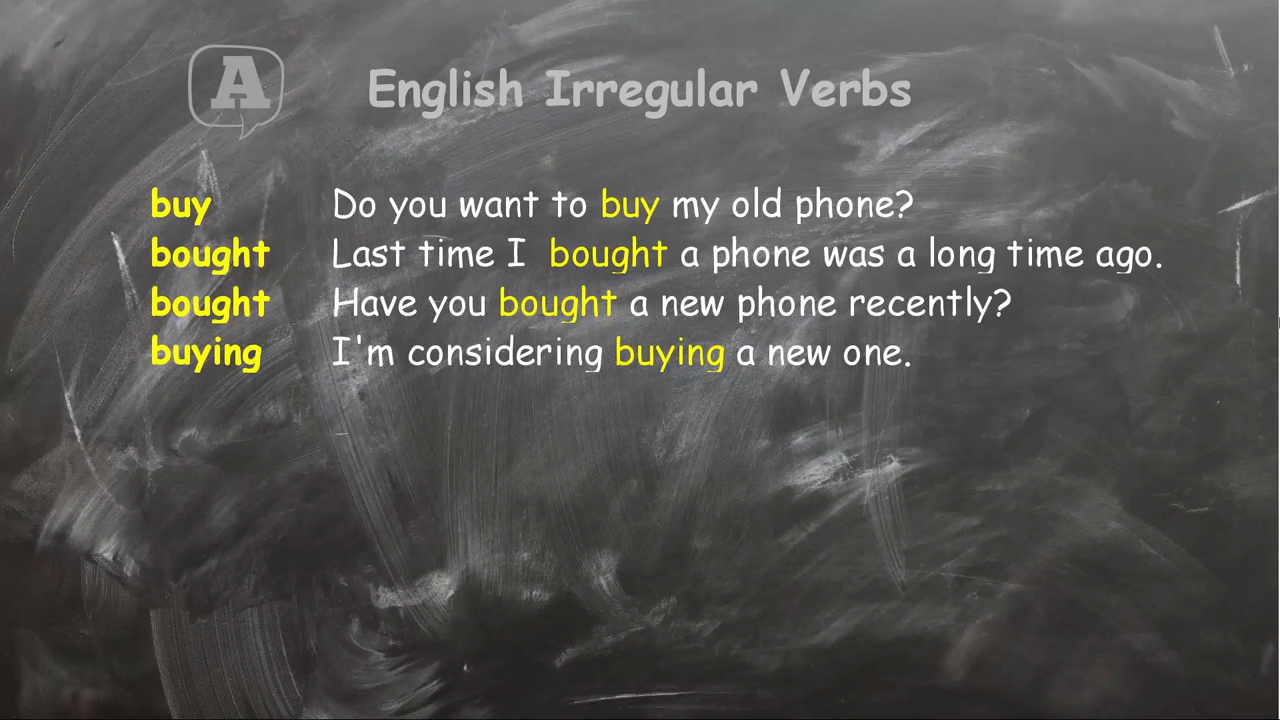 A English Irregular Verbs
buy Do you want to buy my old phone?
bought Last time I bought a phone was a long time ago.
bought Have you bought a new phone recently?
buying I'm considering buying a new one.